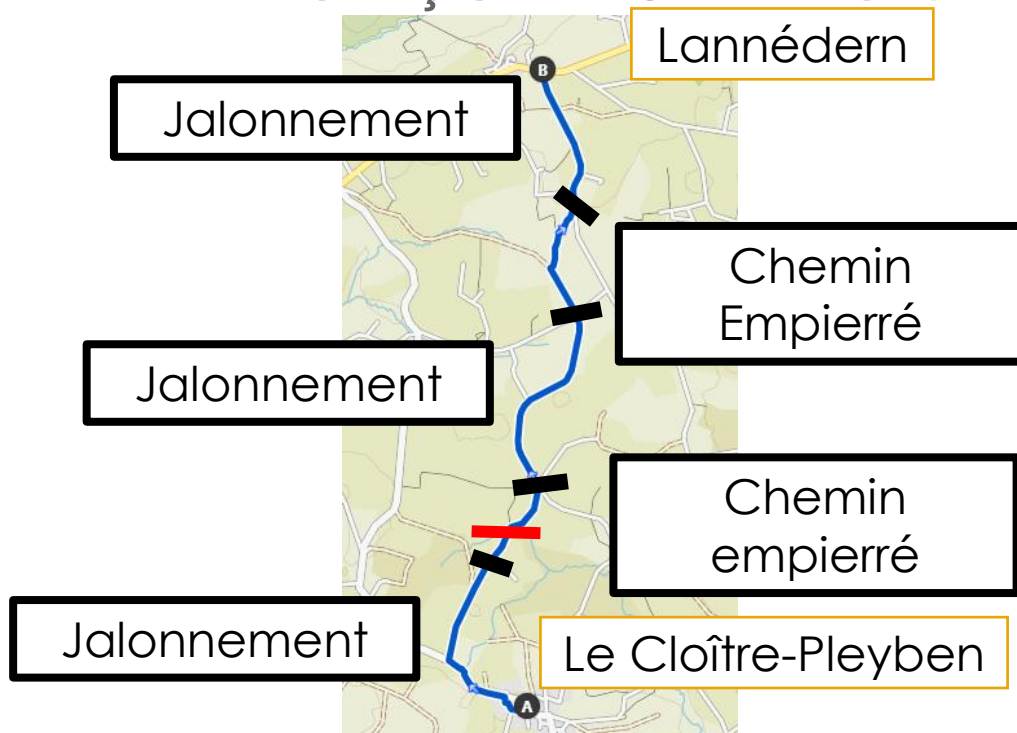 Lannédern
B
Jalonnement
Chemin
Empierré
Jalonnement
Chemin
empierré
Jalonnement
Le Cloître-Pleyben
A